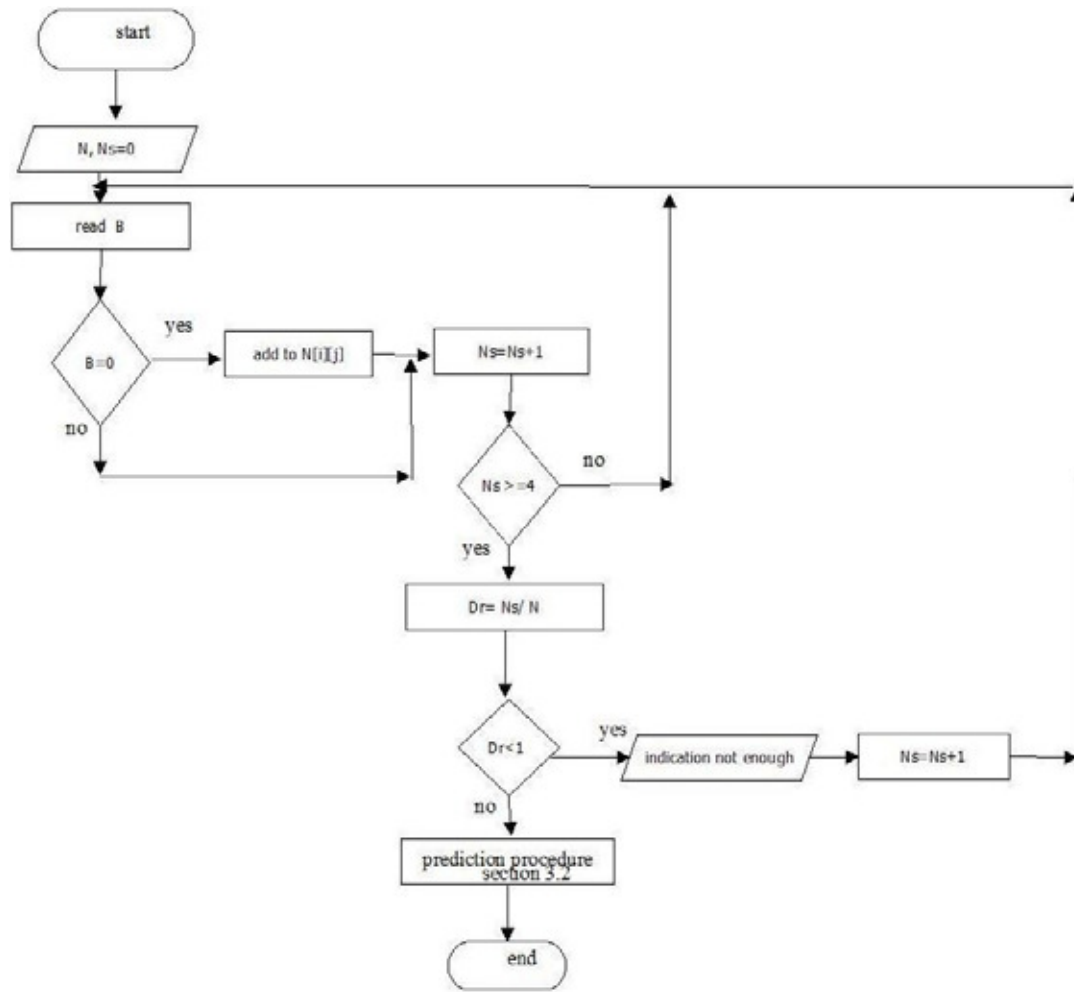 start
N, Ns=0
read B
B=0
yes
add to N[i][j]
Ns=Ns+1
no
Ns>=4
no
yes
Dr= Ns/ N
Dr<1
yes
indication not enough
Ns=Ns+1
no
prediction procedure
section 3.2
end